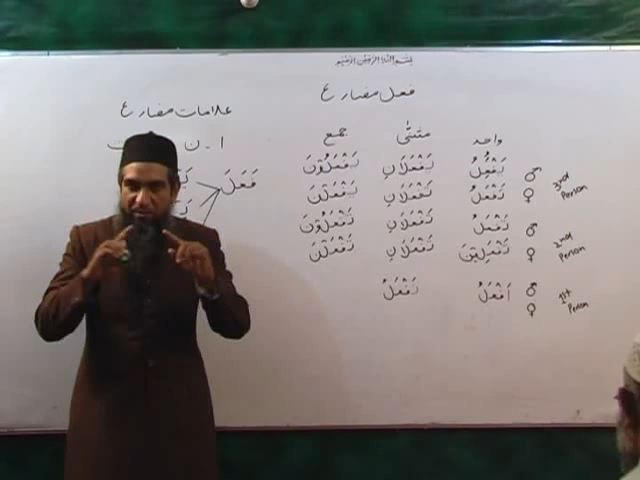 بسم اللہ الرحمٰن الرحیم
فعل مضارع
علامات مضارع
ا ۔ ن
فَعَلَ
واحد مثنیٰ جمع
يَفْعَلُ يَفْعَلَانِ يَفْعَلُوْنَ ♂ 3rd Person
تَفْعَلُ تَفْعَلَانِ يَفْعَلْنَ ♀
تَفْعَلُ تَفْعَلَانِ تَفْعَلُوْنَ ♂ 2nd Person
تَفْعَلِيْنَ تَفْعَلَانِ تَفْعَلْنَ ♀
اَفْعَلُ نَفْعَلُ ♂ 1st Person
♀